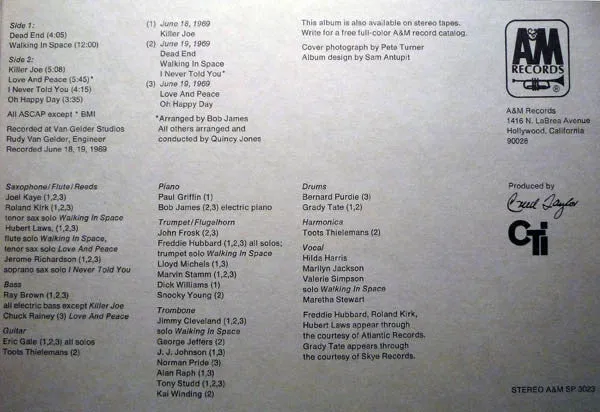 Side 1:
Dead End (4:05)
Walking In Space (12:00)
Side 2:
Killer Joe (5:08)
Love And Peace (5:45)*
I Never Told You (4:15)
Oh Happy Day (3:35)
All ASCAP except * BMI
Recorded at Van Gelder Studios
Rudy Van Gelder, Engineer
Recorded June 18, 19, 1969
(1) June 18, 1969
Killer Joe
(2) June 19, 1969
Dead End
Walking In Space
I Never Told You*
(3) June 19, 1969
Love And Peace
Oh Happy Day
*Arranged by Bob James
All others arranged and
conducted by Quincy Jones
This album is also available on stereo tapes.
Write for a free full-color A&M record catalog.
Cover photograph by Pete Turner
Album design by Sam Antupit
A&M
RECORDS
A&M Records
1416 N. LaBrea Avenue
Hollywood, California
90028
Saxophone/Flute/Reeds
Joel Kaye (1,2,3)
Roland Kirk (1,2,3)
tenor sax solo Walking In Space
Hubert Laws, (1,2,3)
flute solo Walking In Space,
tenor sax solo Love and Peace
Jerome Richardson (1,2,3)
soprano sax solo I Never Told You
Bass
Ray Brown (1,2,3)
all electric bass except Killer Joe
Chuck Rainey (3) Love And Peace
Guitar
Eric Gale (1,2,3) all solos
Toots Thielemans (2)
Piano
Paul Griffin (1)
Bob James (2,3) electric piano
Trumpet/Flugelhorn
John Frosk (2,3)
Freddie Hubbard (1,2,3) all solos;
trumpet solo Walking In Space
Lloyd Michels (1,3)
Marvin Stamm (1,2,3)
Dick Williams (1)
Snooky Young (2)
Trombone
Jimmy Cleveland (1,2,3)
solo Walking In Space
George Jeffers (2)
J. J. Johnson (1,3)
Norman Pride (3)
Alan Raph (1,3)
Tony Studd (1,2,3)
Kai Winding (2)
Drums
Bernard Purdie (3)
Grady Tate (1,2)
Harmonica
Toots Thielemans (2)
Vocal
Hilda Harris
Marilyn Jackson
Valerie Simpson
solo Walking In Space
Maretha Stewart
Freddie Hubbard, Roland Kirk,
Hubert Laws appear through
the courtesy of Atlantic Records.
Grady Tate appears through
the courtesy of Skye Records.
Produced by
Creed Taylor
CTi
STEREO A&M SP 3023